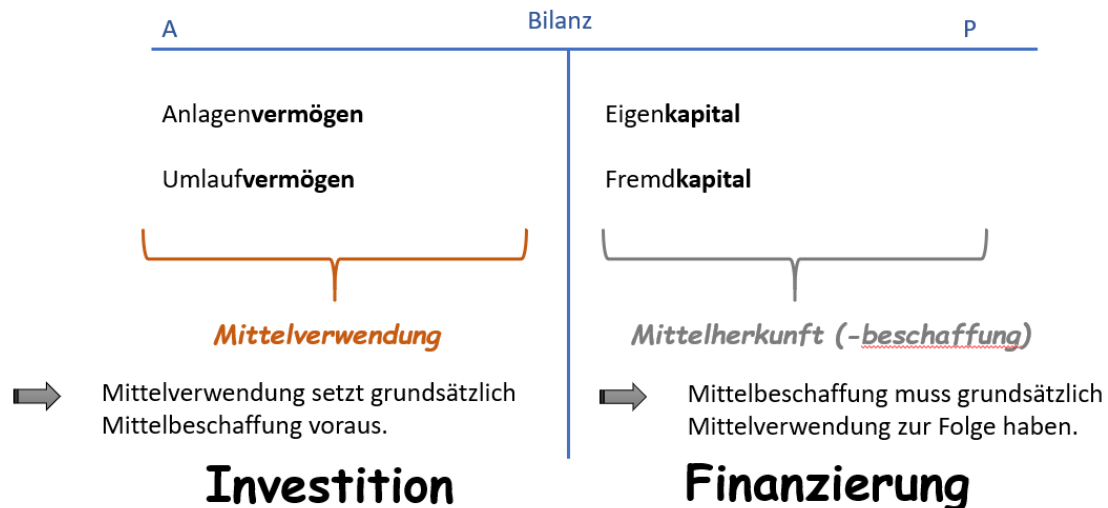 A Bilanz P
Anlagenvermögen Eigenkapital
Umlaufvermögen Fremdkapital
Mittelverwendung Mittelherkunft (-beschaffung)
Mittelverwendung setzt grundsätzlich
Mittelbeschaffung voraus.
Mittelbeschaffung muss grundsätzlich
Mittelverwendung zur Folge haben.
Investition Finanzierung